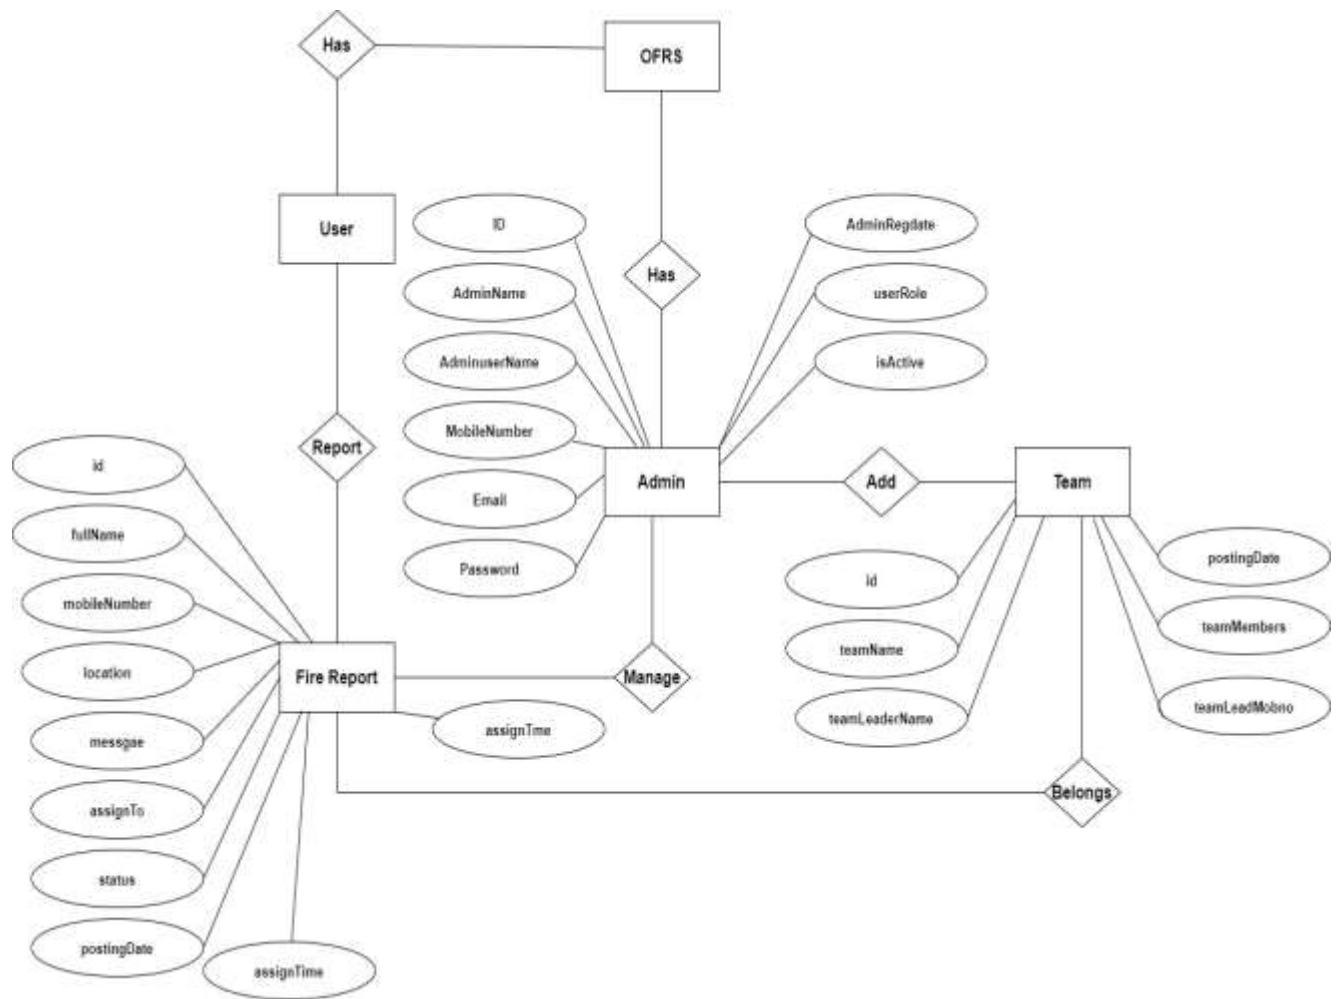 Has
OFRS
User
ID
AdminRegdate
Has
AdminName
userRole
AdminuserName
isActive
MobileNumber
Report
id
Admin
Add
Team
Email
fullName
Password
postingDate
id
mobileNumber
teamMembers
teamName
location
Fire Report
Manage
teamLeadMobno
teamLeaderName
assignTme
messgae
Belongs
assignTo
status
postingDate
assignTime